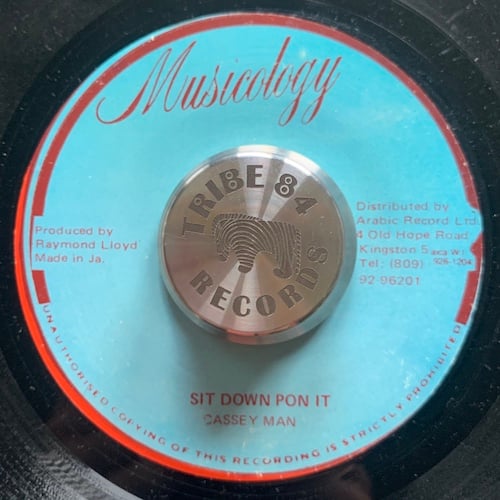 Musicology
TRIBE 84
RECORDS
Produced by
Raymond Lloyd
Made in Ja.
Distributed by
Arabic Record Ltd
4 Old Hope Road
Kingston 5
Tel: (809) 926-1204
92-96201
SIT DOWN PON IT
CASSEY MAN
UNAUTHORISED COPYING OF THIS RECORDING IS STRICTLY PROHIBITED